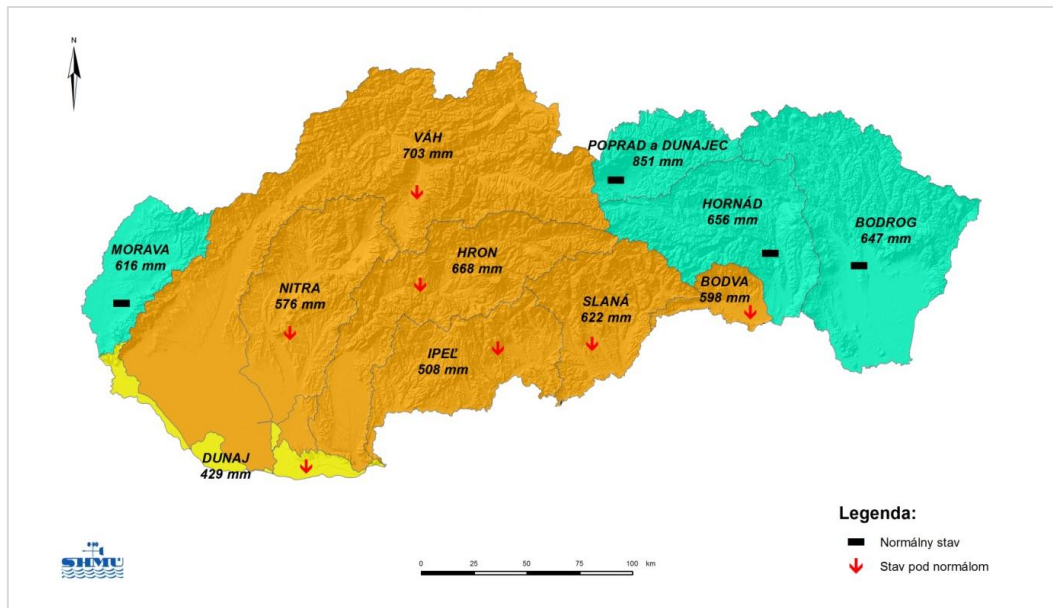 N
VÁH
703 mm
POPRAD a DUNAJEC
851 mm
HORNÁD
656 mm
BODROG
647 mm
MORAVA
616 mm
HRON
668 mm
NITRA
576 mm
SLANÁ
622 mm
BODVA
598 mm
IPEĽ
508 mm
DUNAJ
429 mm
Legenda:
Normálny stav
Stav pod normálom
SHMÚ
0 25 50 75 100 km